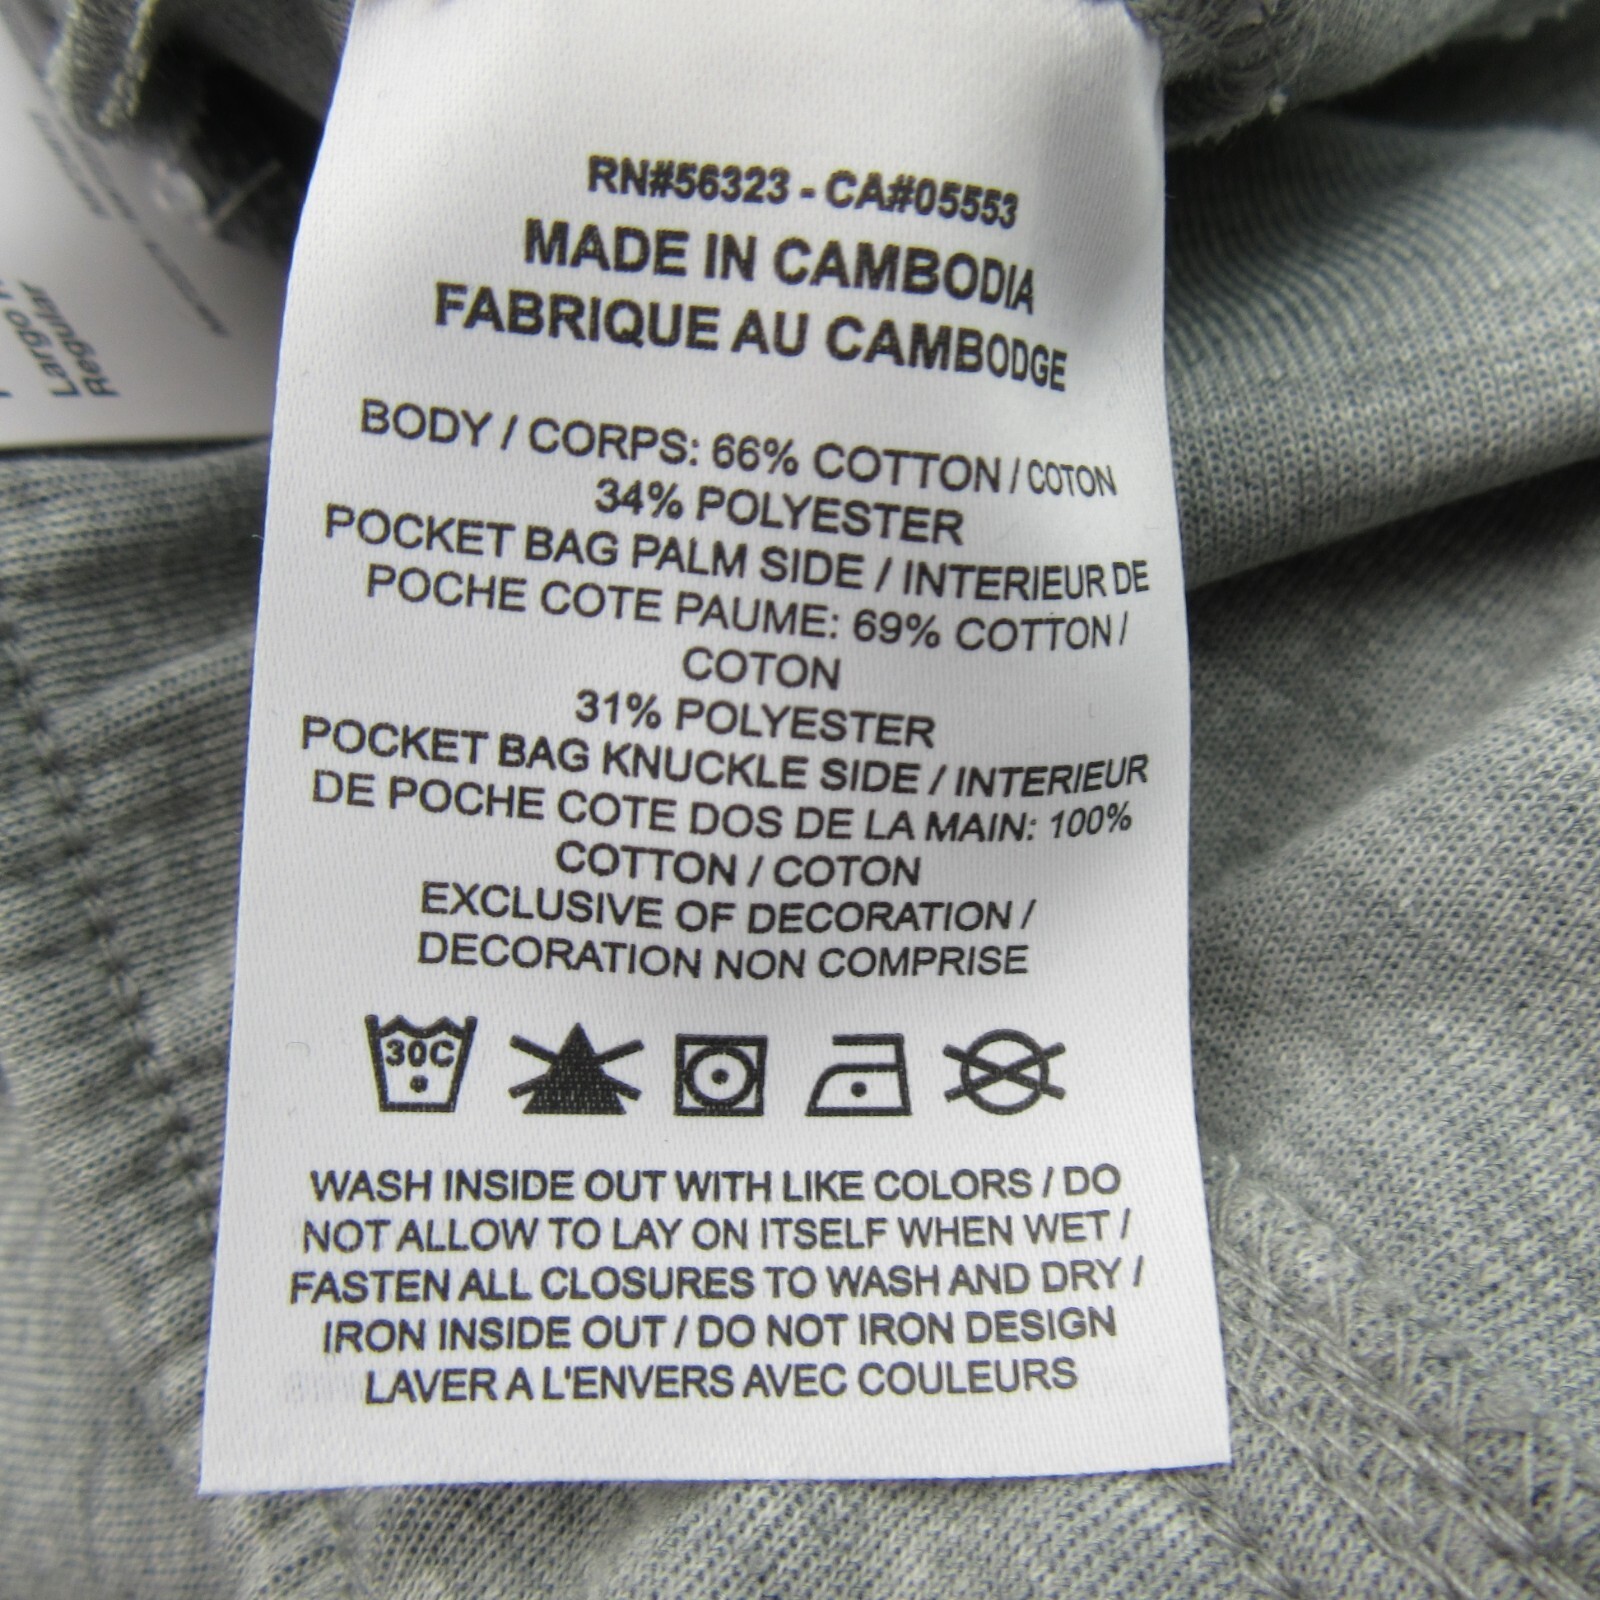 RN#56323 - CA#05553
MADE IN CAMBODIA
FABRIQUE AU CAMBODGE
BODY / CORPS: 66% COTTON / COTON
34% POLYESTER
POCKET BAG PALM SIDE / INTERIEUR DE
POCHE COTE PAUME: 69% COTTON /
COTON
31% POLYESTER
POCKET BAG KNUCKLE SIDE / INTERIEUR
DE POCHE COTE DOS DE LA MAIN: 100%
COTTON / COTON
EXCLUSIVE OF DECORATION /
DECORATION NON COMPRISE
30C
WASH INSIDE OUT WITH LIKE COLORS / DO
NOT ALLOW TO LAY ON ITSELF WHEN WET /
FASTEN ALL CLOSURES TO WASH AND DRY /
IRON INSIDE OUT / DO NOT IRON DESIGN
LAVER A L'ENVERS AVEC COULEURS
Largo
Regular